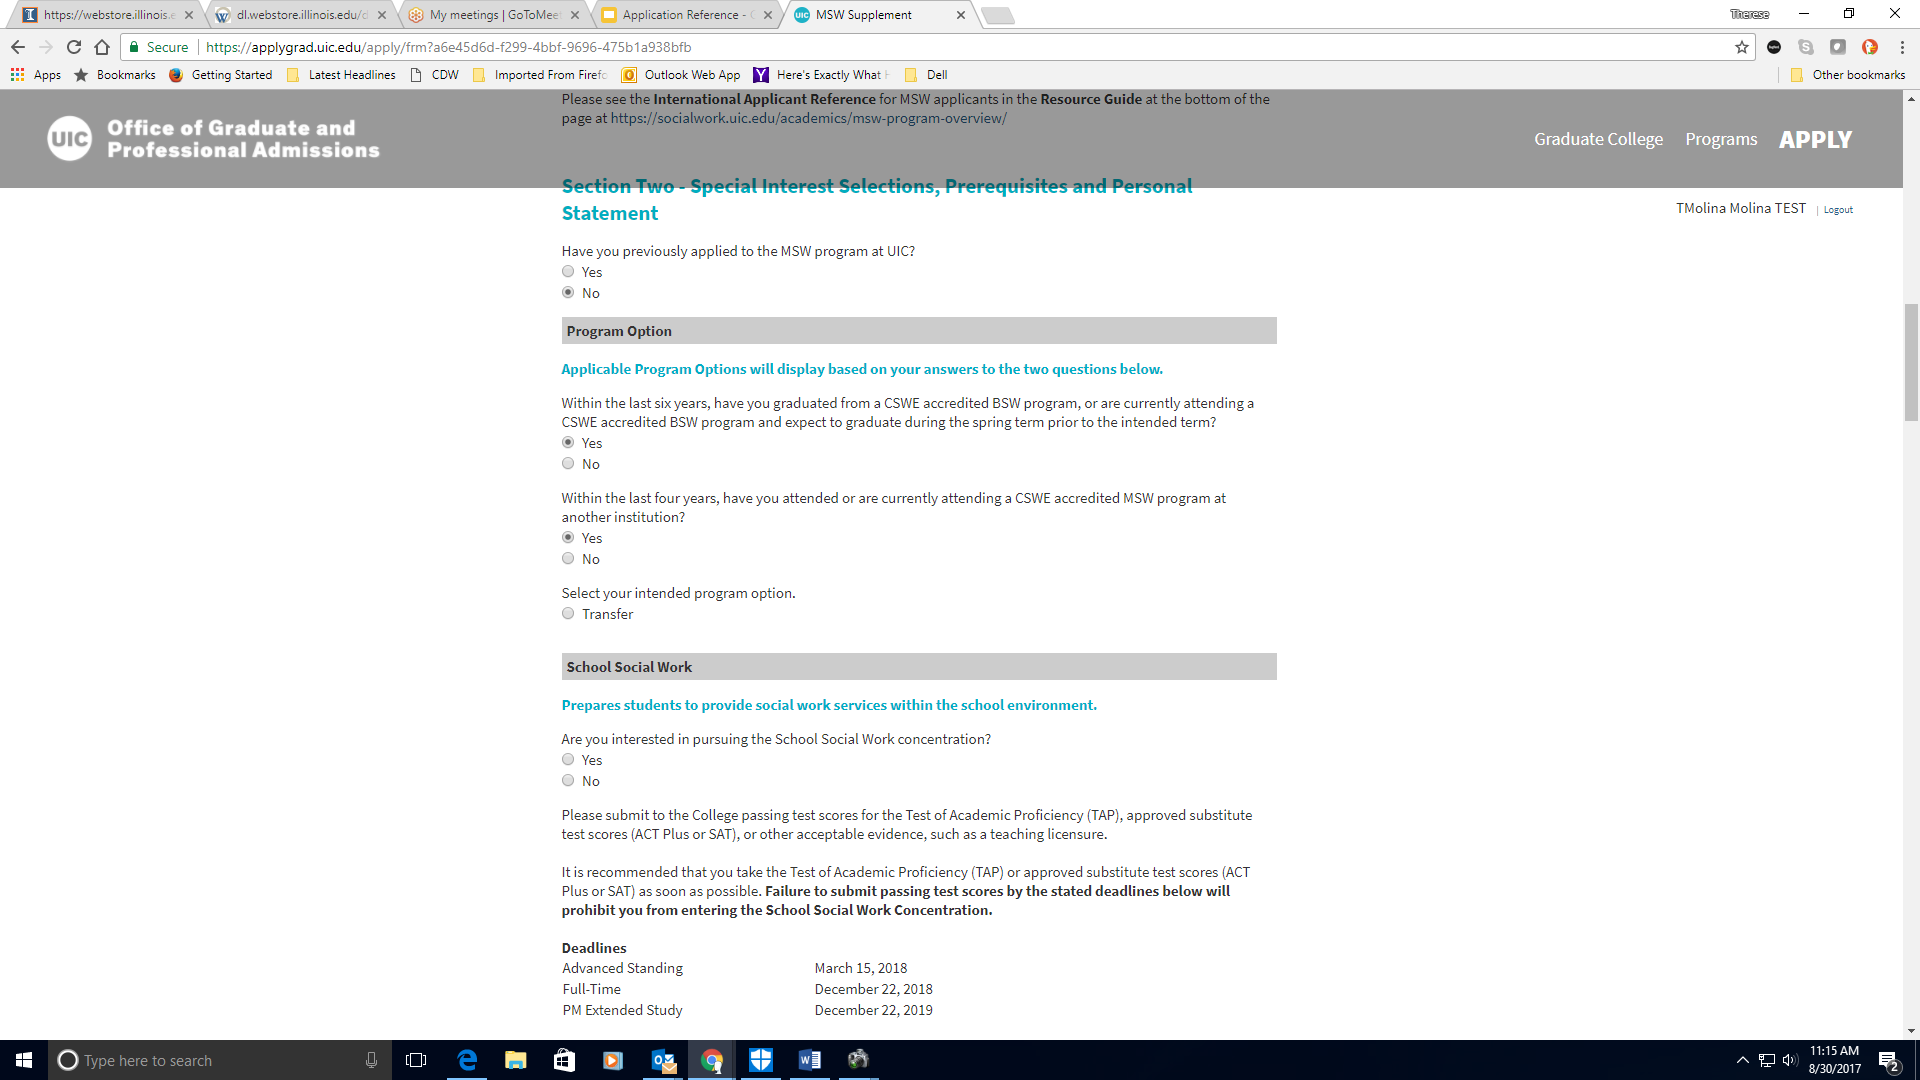 https://webstore.illinois.e
dl.webstore.illinois.edu/d
My meetings | GoToMee
Application Reference -
MSW Supplement
Therese
Secure
https://applygrad.uic.edu/apply/frm?a6e45d6d-f299-4bbf-9696-475b1a938bfb
Apps
Bookmarks
Getting Started
Latest Headlines
CDW
Imported From Firefo
Outlook Web App
Here's Exactly What H
Dell
Other bookmarks
Please see the International Applicant Reference for MSW applicants in the Resource Guide at the bottom of the
page at https://socialwork.uic.edu/academics/msw-program-overview/
UIC
Office of Graduate and
Professional Admissions
Graduate College
Programs
APPLY
TMolina Molina TEST | Logout
Section Two - Special Interest Selections, Prerequisites and Personal
Statement
Have you previously applied to the MSW program at UIC?
Yes
No
Program Option
Applicable Program Options will display based on your answers to the two questions below.
Within the last six years, have you graduated from a CSWE accredited BSW program, or are currently attending a
CSWE accredited BSW program and expect to graduate during the spring term prior to the intended term?
Yes
No
Within the last four years, have you attended or are currently attending a CSWE accredited MSW program at
another institution?
Yes
No
Select your intended program option.
Transfer
School Social Work
Prepares students to provide social work services within the school environment.
Are you interested in pursuing the School Social Work concentration?
Yes
No
Please submit to the College passing test scores for the Test of Academic Proficiency (TAP), approved substitute
test scores (ACT Plus or SAT), or other acceptable evidence, such as a teaching licensure.
It is recommended that you take the Test of Academic Proficiency (TAP) or approved substitute test scores (ACT
Plus or SAT) as soon as possible. Failure to submit passing test scores by the stated deadlines below will
prohibit you from entering the School Social Work Concentration.
Deadlines
Advanced Standing March 15, 2018
Full-Time December 22, 2018
PM Extended Study December 22, 2019
Type here to search
11:15 AM
8/30/2017
2